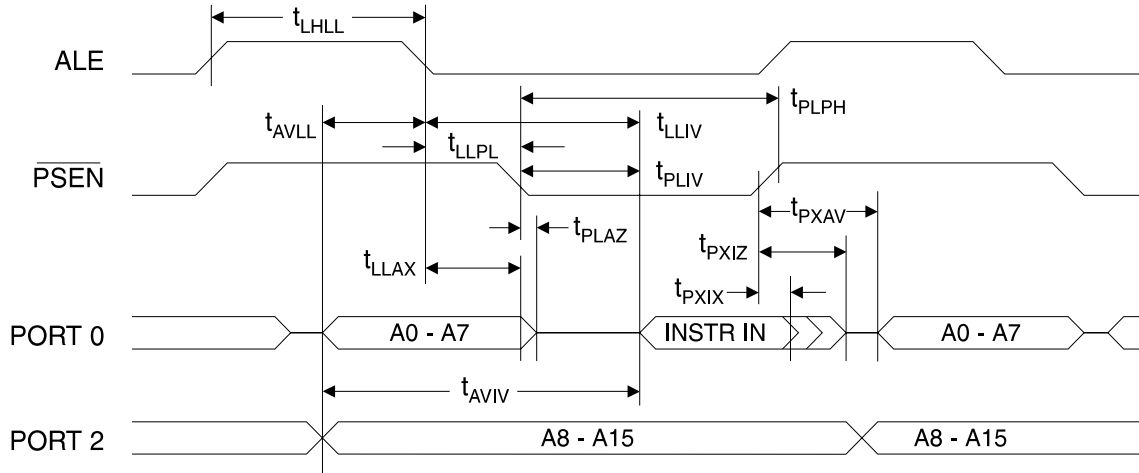 tLHLL
ALE
tPLPH
tAVLL
tLLIV
tLLPL
PSEN
tPLIV
tPXAV
tPLAZ
tPXIZ
tLLAX
tPXIX
PORT 0
A0 - A7
INSTR IN
A0 - A7
tAVIV
PORT 2
A8 - A15
A8 - A15